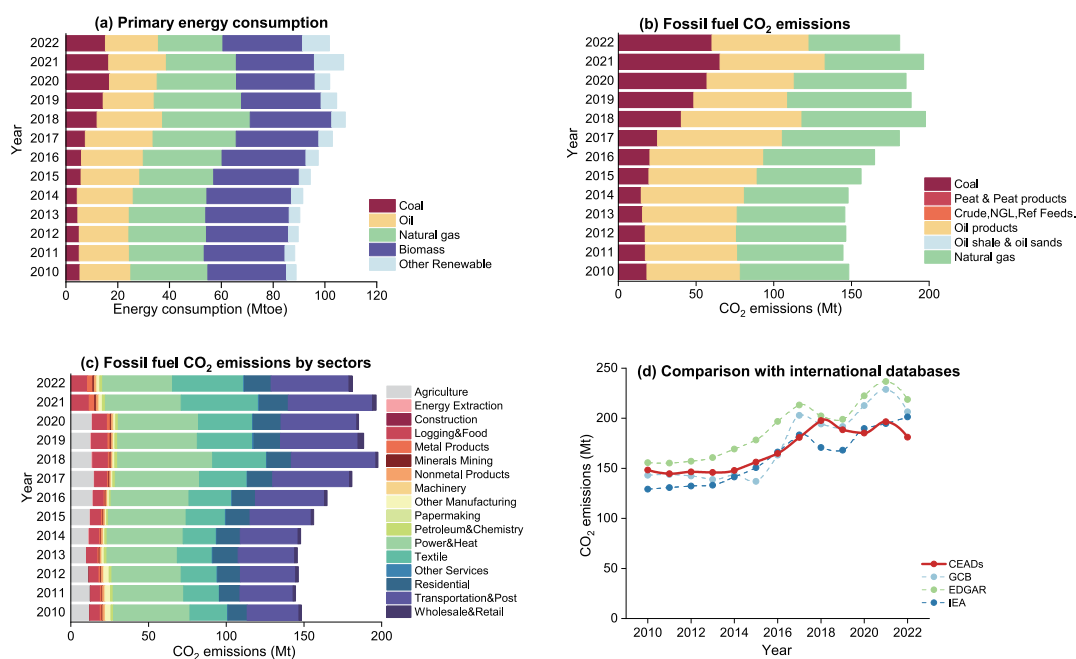 (a) Primary energy consumption
2022
2021
2020
2019
2018
2017
2016
2015
2014
2013
2012
2011
2010
Year
Coal
Oil
Natural gas
Biomass
Other Renewable
0 20 40 60 80 100 120
Energy consumption (Mtoe)
(b) Fossil fuel CO2 emissions
2022
2021
2020
2019
2018
2017
2016
2015
2014
2013
2012
2011
2010
Year
Coal
Peat & Peat products
Crude,NGL,Ref Feeds.
Oil products
Oil shale & oil sands
Natural gas
0 50 100 150 200
CO2 emissions (Mt)
(c) Fossil fuel CO2 emissions by sectors
2022
2021
2020
2019
2018
2017
2016
2015
2014
2013
2012
2011
2010
Year
Agriculture
Energy Extraction
Construction
Logging&Food
Metal Products
Minerals Mining
Nonmetal Products
Machinery
Other Manufacturing
Papermaking
Petroleum&Chemistry
Power&Heat
Textile
Other Services
Residential
Transportation&Post
Wholesale&Retail
0 50 100 150 200
CO2 emissions (Mt)
(d) Comparison with international databases
250
200
150
100
50
0
CO2 emissions (Mt)
CEADs
GCB
EDGAR
IEA
2010 2012 2014 2016 2018 2020 2022
Year